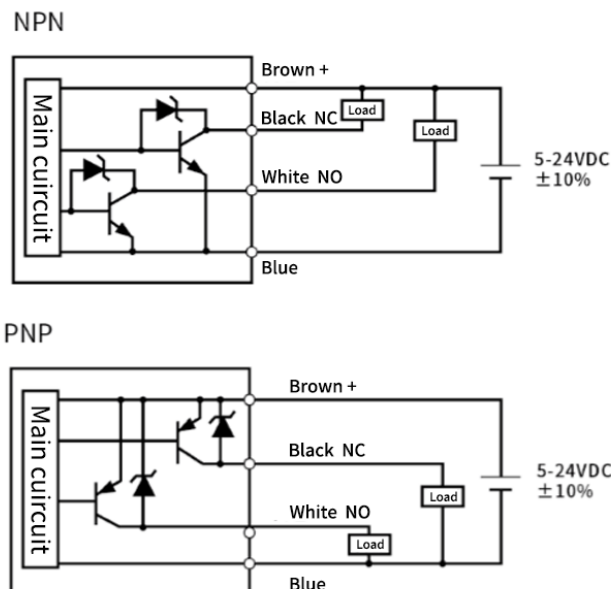 NPN
Main cuircuit
Brown +
Load
Black NC
Load
White NO
5-24VDC
±10%
Blue
PNP
Main cuircuit
Brown +
Black NC
5-24VDC
±10%
Load
White NO
Load
Blue